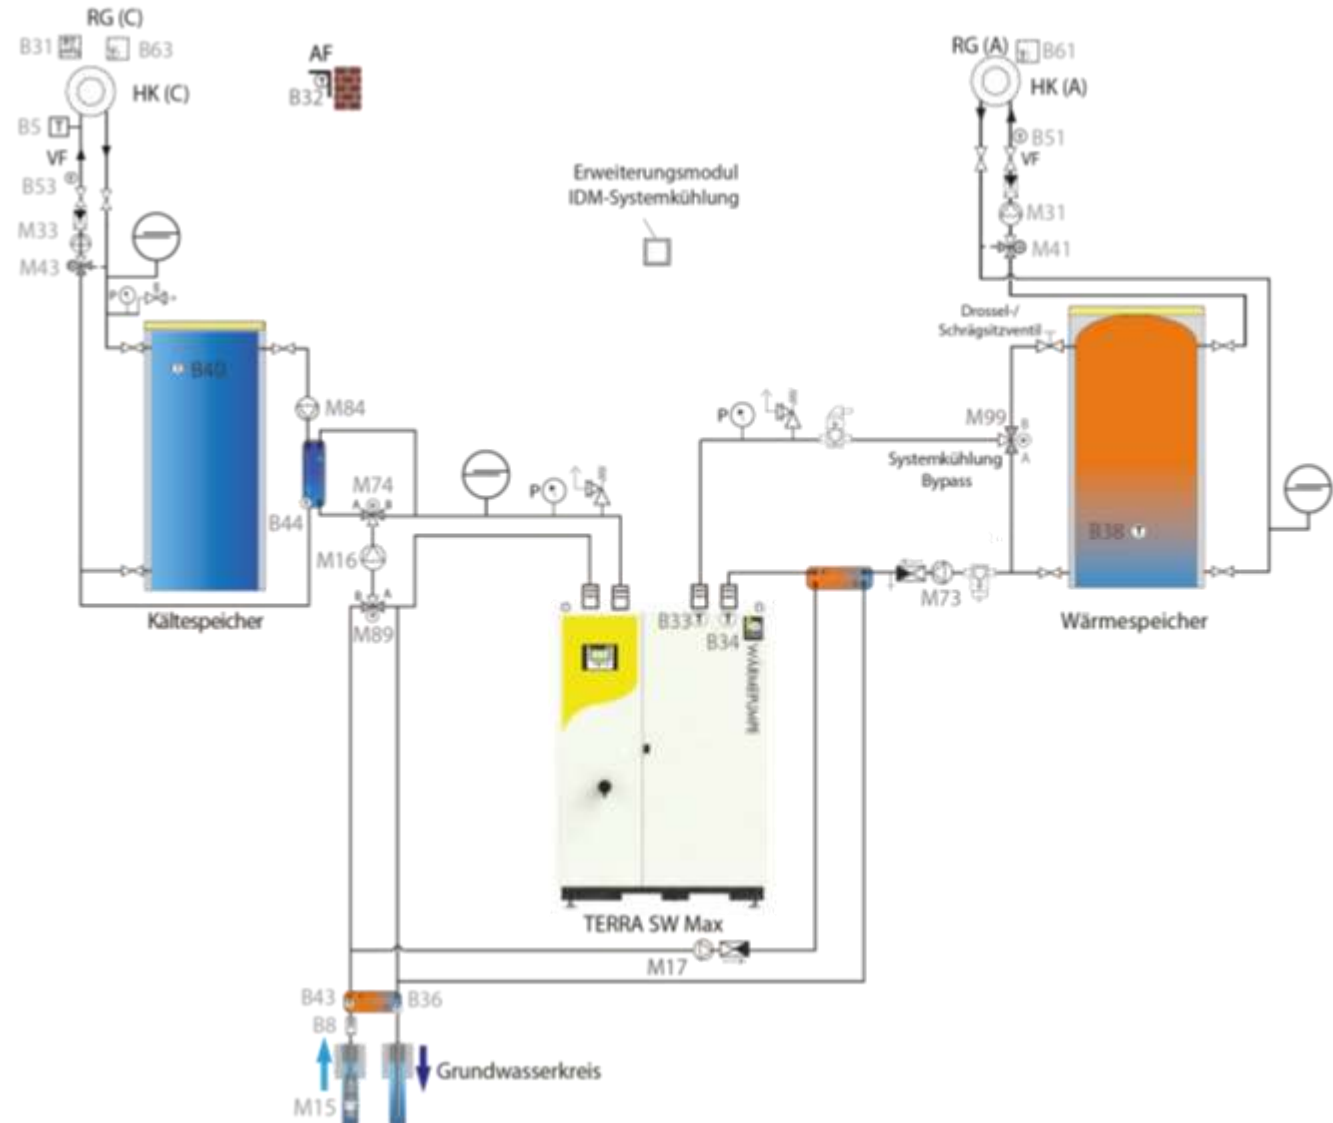 RG (C)
B31
B63
HK (C)
B5
VF
B53
M33
M43
P
AF
B32
Erweiterungsmodul
IDM-Systemkühlung
RG (A)
B61
HK (A)
B51
VF
M31
M41
Drossel-/
Schrägsitzventil
B40
M84
M74
A
B
B44
M16
B
A
M89
Kältespeicher
P
P
M99
B
A
Systemkühlung
Bypass
B38
T
M73
Wärmespeicher
B33
T
B34
T
WÄRMEPUMPE
TERRA SW Max
M17
B43
B36
B8
Grundwasserkreis
M15